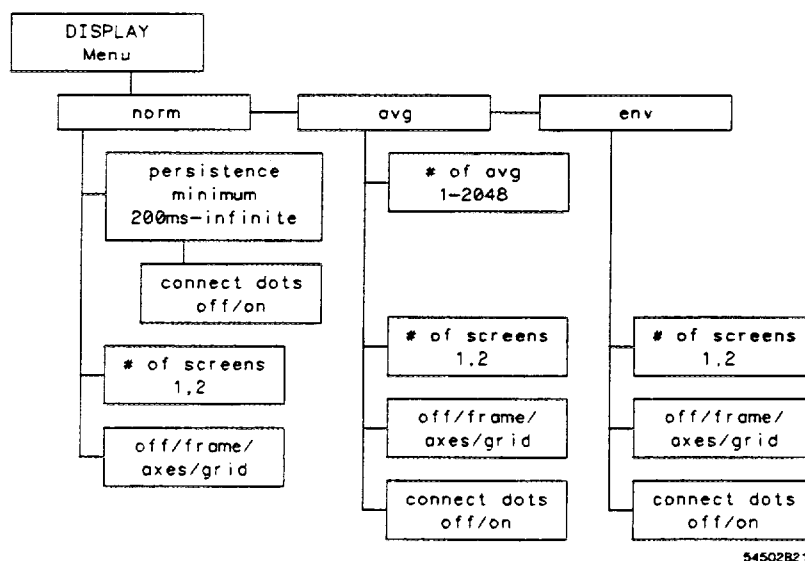 DISPLAY
Menu
norm
avg
env
persistence
minimum
200ms-infinite
connect dots
off/on
# of screens
1,2
off/frame/
axes/grid
# of avg
1-2048
# of screens
1,2
off/frame/
axes/grid
connect dots
off/on
# of screens
1,2
off/frame/
axes/grid
connect dots
off/on
54502B21